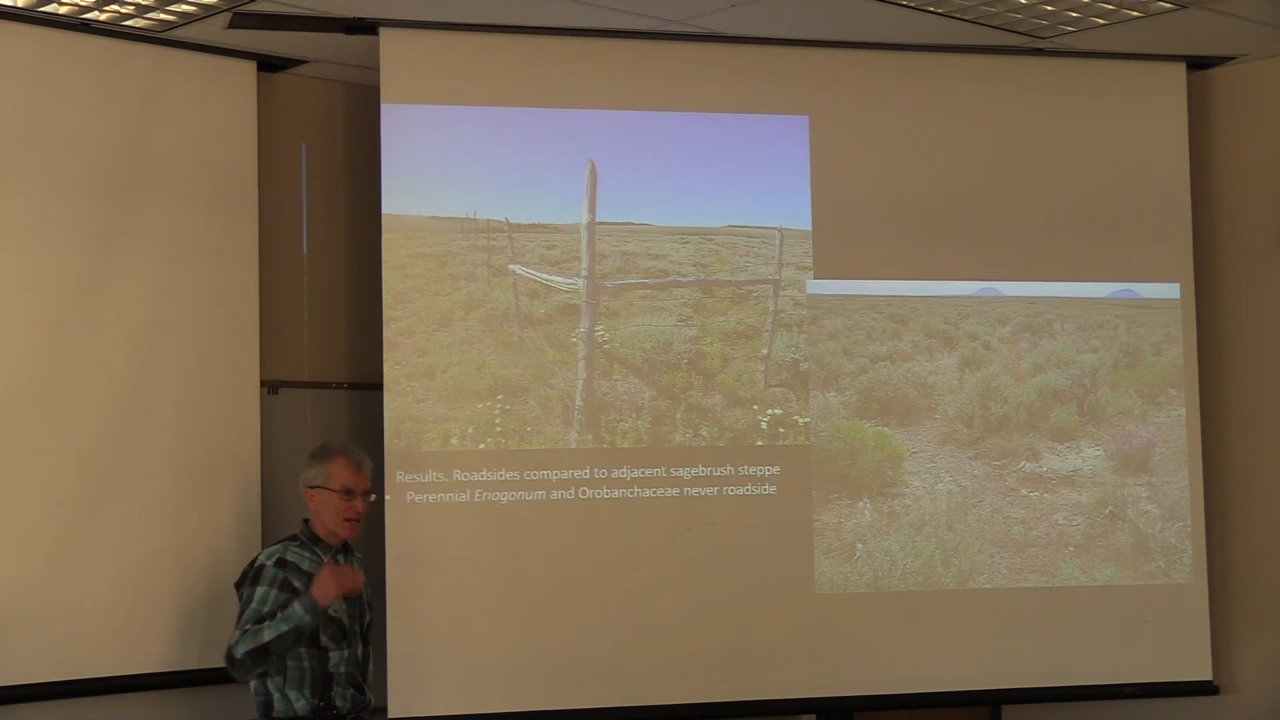 Results. Roadsides compared to adjacent sagebrush steppe
• Perennial Eriogonum and Orobanchaceae never roadside